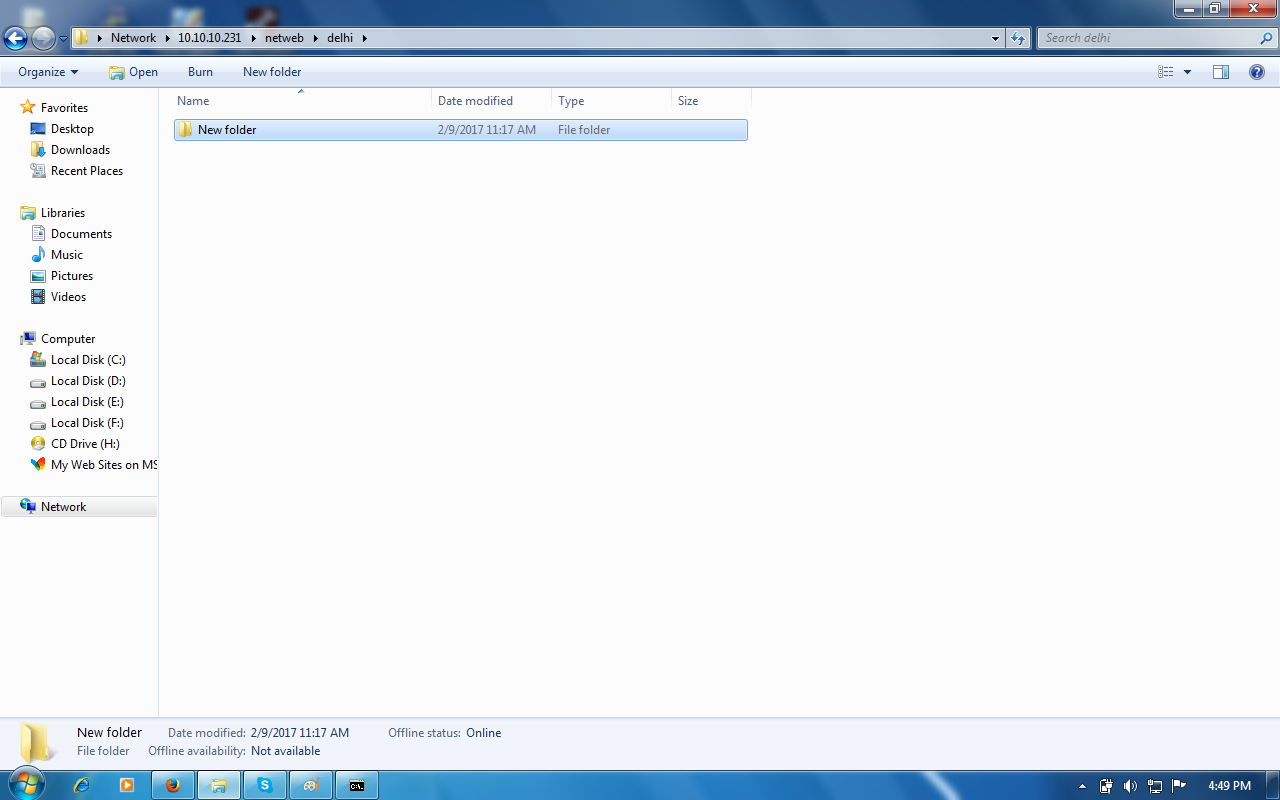 Network 10.10.10.231 netweb delhi
Search delhi
Organize Open Burn New folder
Name Date modified Type Size
New folder 2/9/2017 11:17 AM File folder
Favorites
Desktop
Downloads
Recent Places
Libraries
Documents
Music
Pictures
Videos
Computer
Local Disk (C:)
Local Disk (D:)
Local Disk (E:)
Local Disk (F:)
CD Drive (H:)
My Web Sites on MS
Network
New folder Date modified: 2/9/2017 11:17 AM Offline status: Online
File folder Offline availability: Not available
4:49 PM